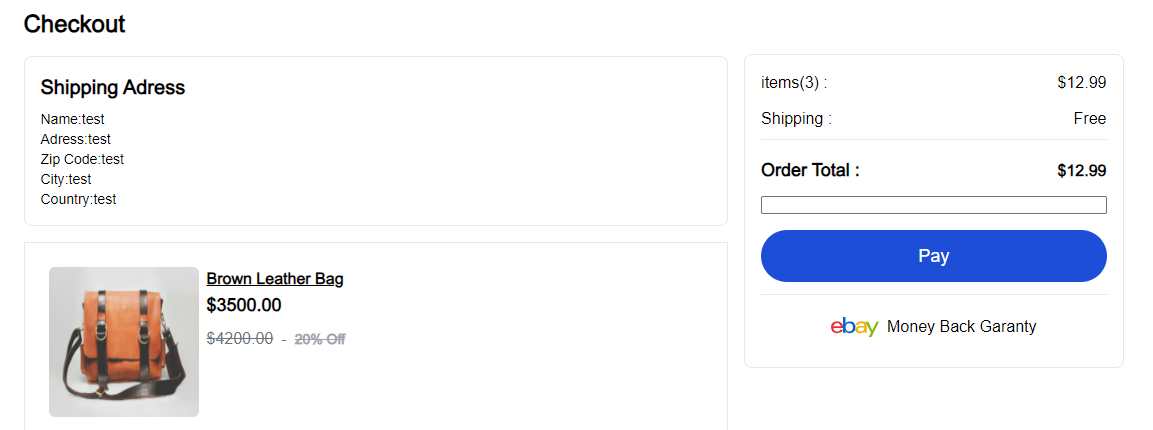 Checkout
Shipping Adress
Name:test
Adress:test
Zip Code:test
City:test
Country:test
Brown Leather Bag
$3500.00
$4200.00 - 20% Off
items(3) : $12.99
Shipping : Free
Order Total : $12.99
Pay
ebay Money Back Garanty